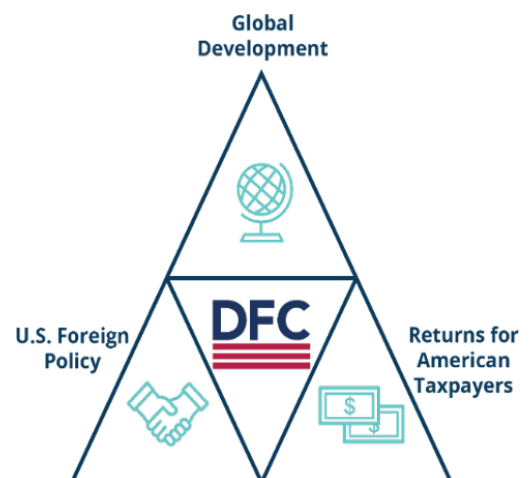 Global
Development
DFC
U.S. Foreign
Policy
Returns for
American
Taxpayers
$
$